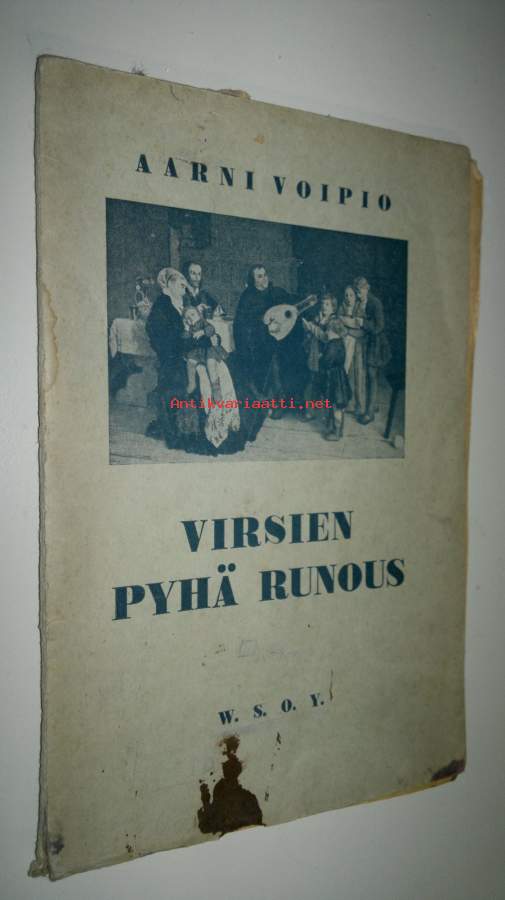 AARNI VOIPIO
Antikvariaatti.net
VIRSIEN
PYHÄ RUNOUS
W. S. O. Y.